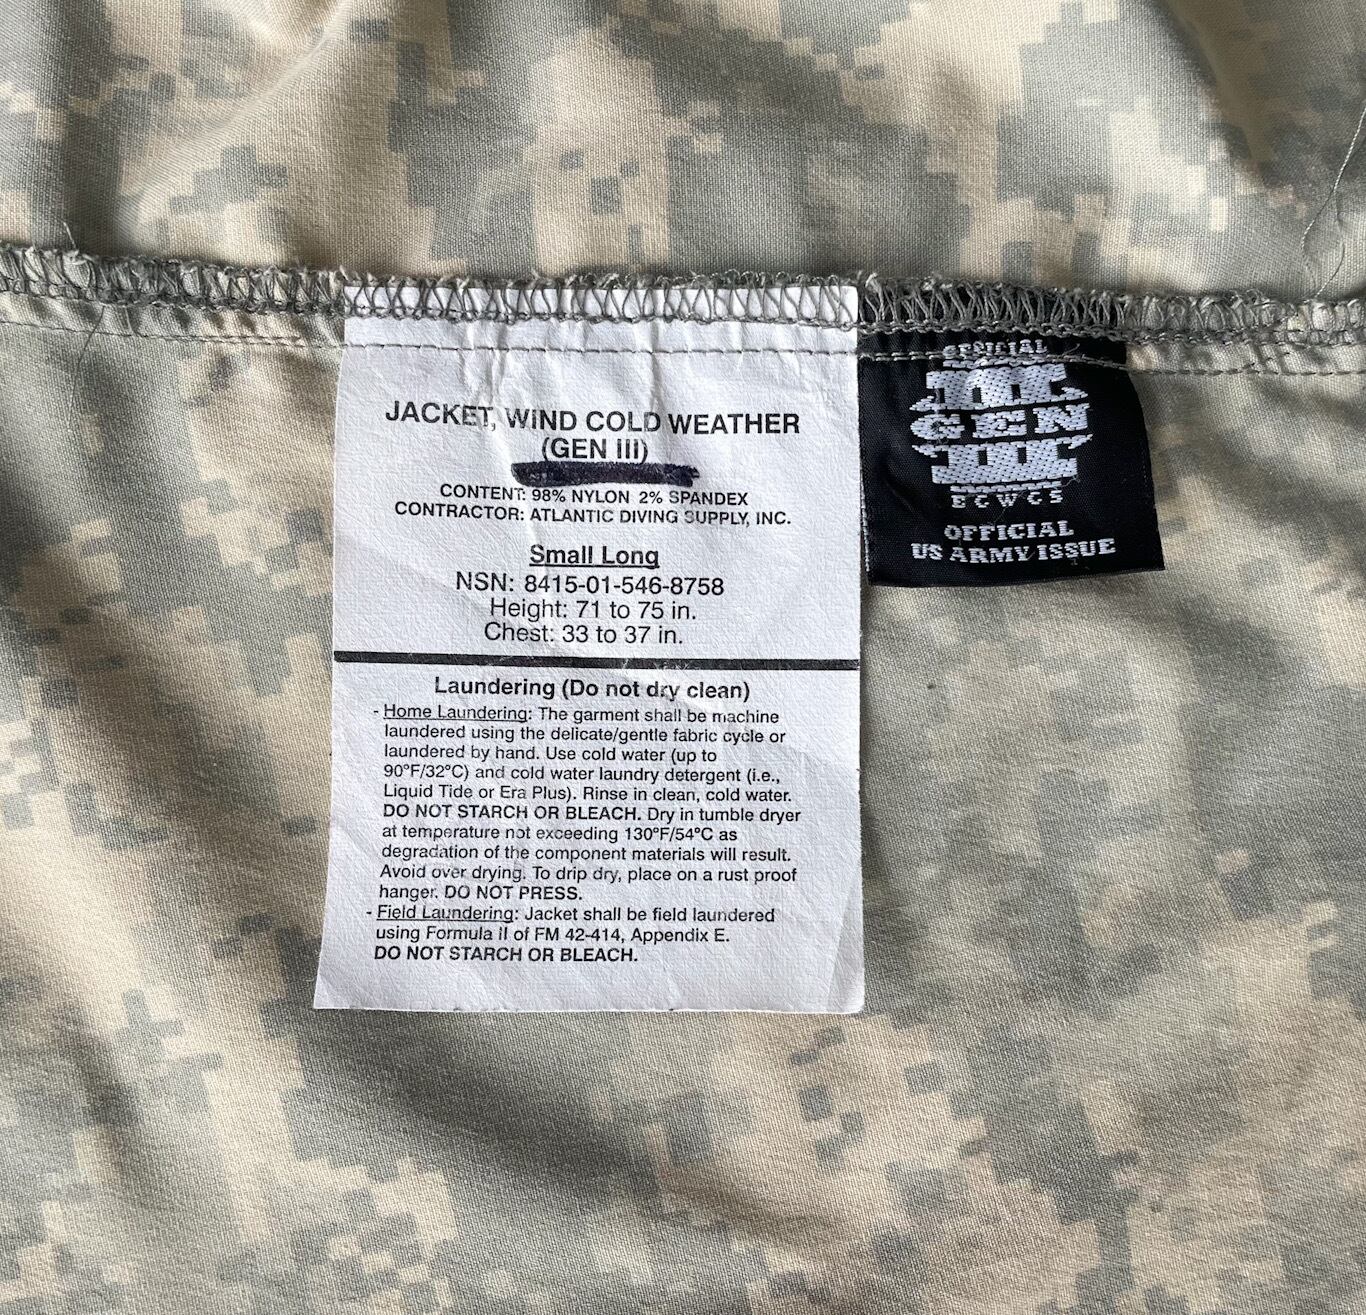 JACKET, WIND COLD WEATHER
(GEN III)
CONTENT: 98% NYLON 2% SPANDEX
CONTRACTOR: ATLANTIC DIVING SUPPLY, INC.
Small Long
NSN: 8415-01-546-8758
Height: 71 to 75 in.
Chest: 33 to 37 in.
Laundering (Do not dry clean)
- Home Laundering: The garment shall be machine
laundered using the delicate/gentle fabric cycle or
laundered by hand. Use cold water (up to
90°F/32°C) and cold water laundry detergent (i.e.,
Liquid Tide or Era Plus). Rinse in clean, cold water.
DO NOT STARCH OR BLEACH. Dry in tumble dryer
at temperature not exceeding 130°F/54°C as
degradation of the component materials will result.
Avoid over drying. To drip dry, place on a rust proof
hanger. DO NOT PRESS.
- Field Laundering: Jacket shall be field laundered
using Formula II of FM 42-414, Appendix E.
DO NOT STARCH OR BLEACH.
OFFICIAL
III
GEN
III
ECWCS
OFFICIAL
US ARMY ISSUE